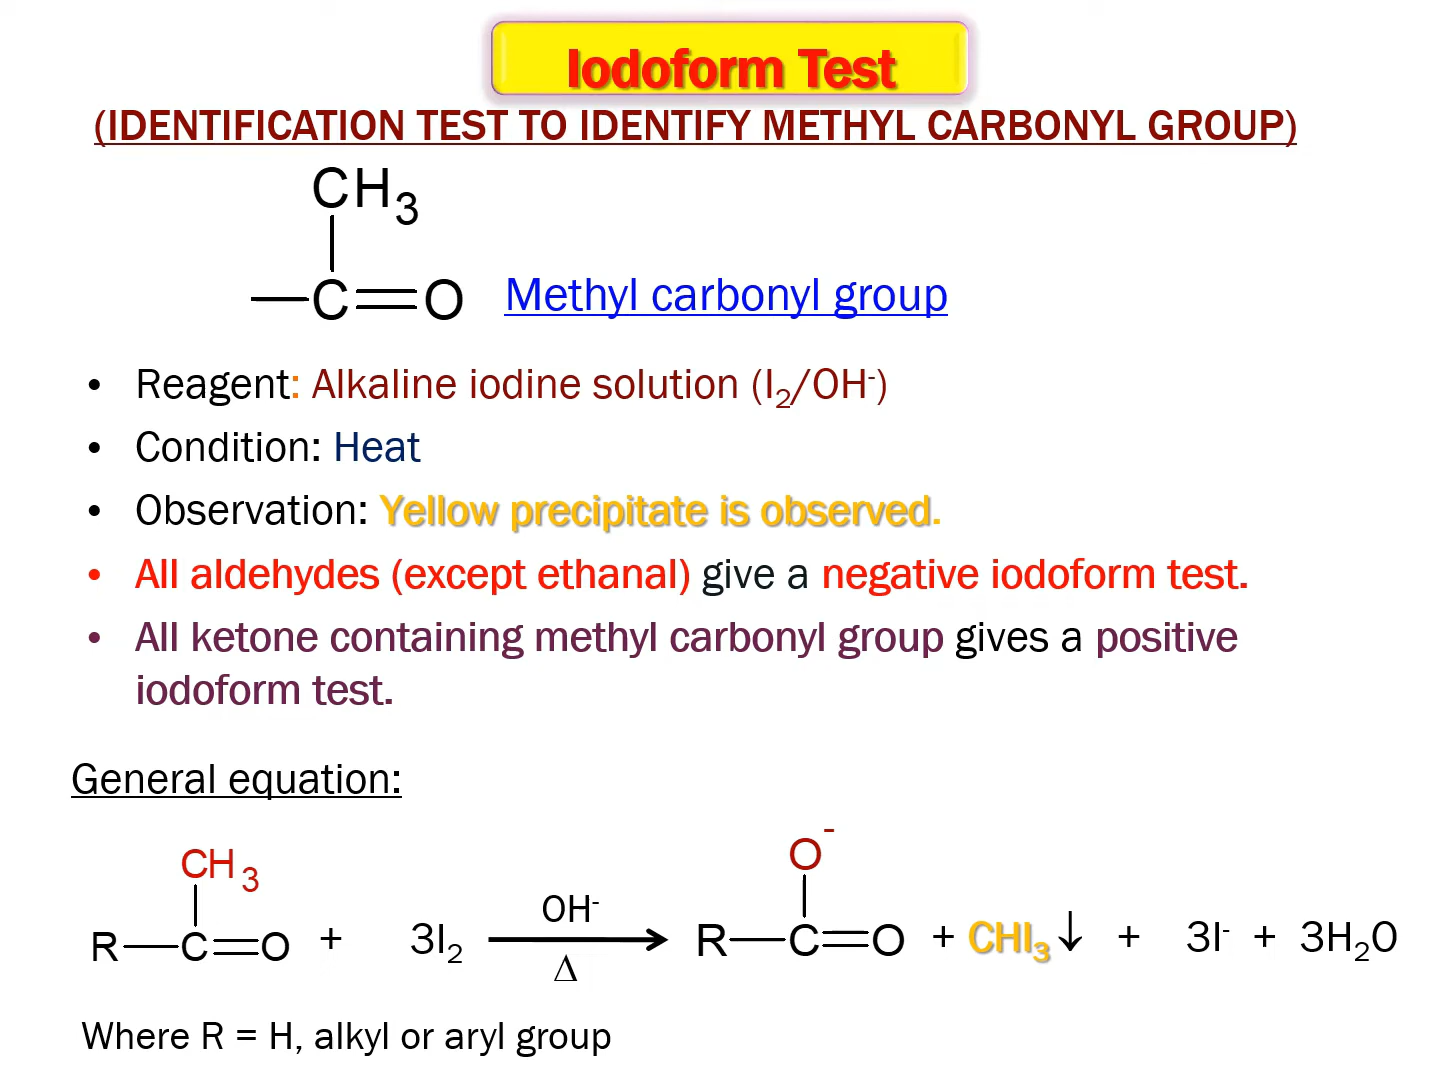 Iodoform Test
(IDENTIFICATION TEST TO IDENTIFY METHYL CARBONYL GROUP)
CH3
C=O Methyl carbonyl group
• Reagent: Alkaline iodine solution (I2/OH-)
• Condition: Heat
• Observation: Yellow precipitate is observed.
• All aldehydes (except ethanal) give a negative iodoform test.
• All ketone containing methyl carbonyl group gives a positive
iodoform test.
General equation:
CH3 O-
R—C=O + 3I2 OH- Δ R—C=O + CHI3↓ + 3I- + 3H2O
Where R = H, alkyl or aryl group